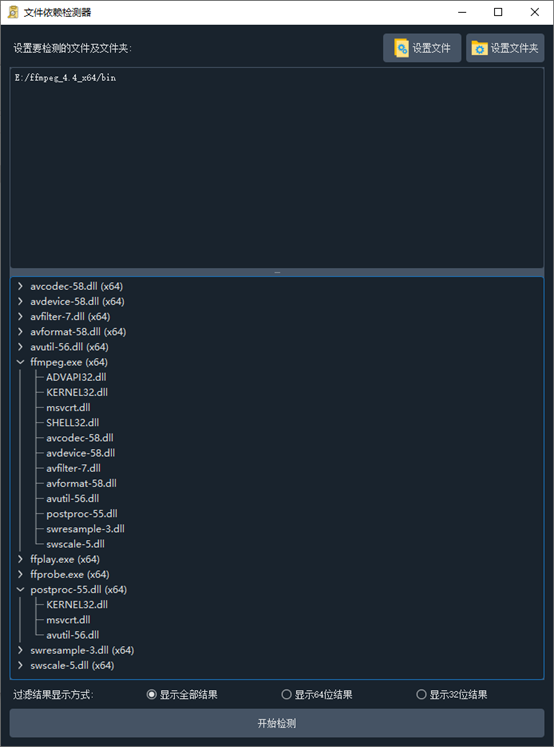 文件依赖检测器
设置要检测的文件及文件夹:
设置文件
设置文件夹
E:/ffmpeg_4.4_x64/bin
avcodec-58.dll (x64)
avdevice-58.dll (x64)
avfilter-7.dll (x64)
avformat-58.dll (x64)
avutil-56.dll (x64)
ffmpeg.exe (x64)
ADVAPI32.dll
KERNEL32.dll
msvcrt.dll
SHELL32.dll
avcodec-58.dll
avdevice-58.dll
avfilter-7.dll
avformat-58.dll
avutil-56.dll
postproc-55.dll
swresample-3.dll
swscale-5.dll
ffplay.exe (x64)
ffprobe.exe (x64)
postproc-55.dll (x64)
KERNEL32.dll
msvcrt.dll
avutil-56.dll
swresample-3.dll (x64)
swscale-5.dll (x64)
过滤结果显示方式:
显示全部结果
显示64位结果
显示32位结果
开始检测